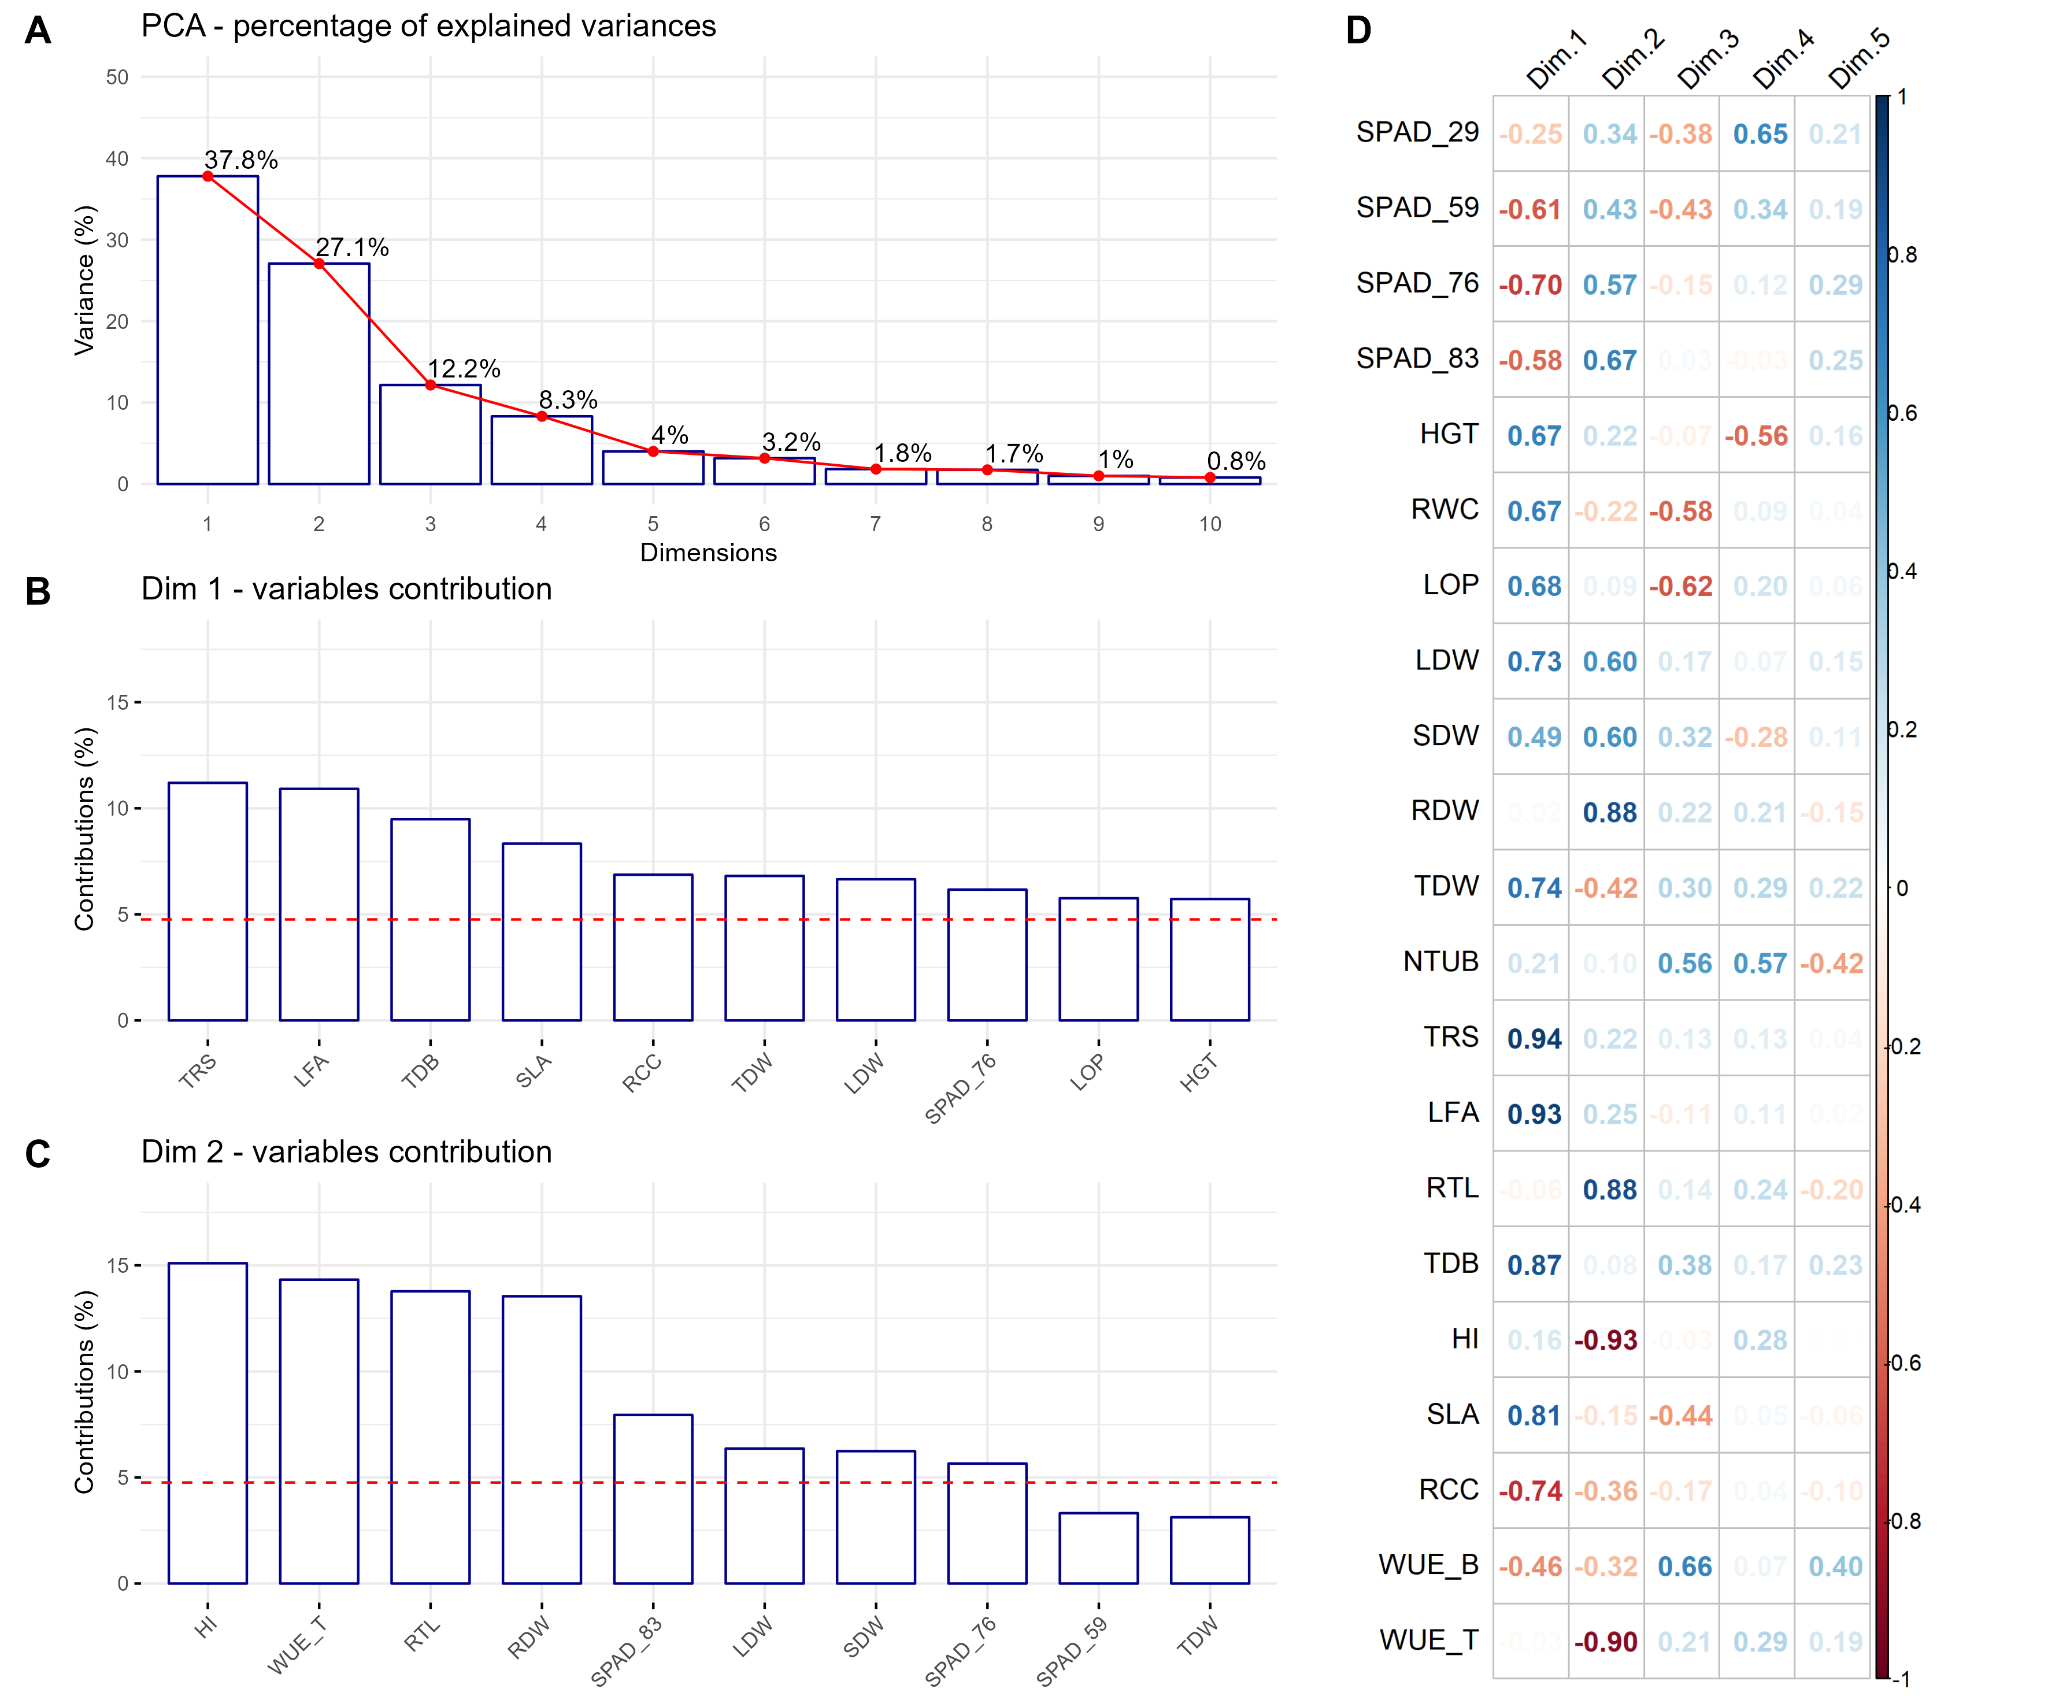 A
PCA - percentage of explained variances
Variance (%)
50
40
30
20
10
0
37.8%
27.1%
12.2%
8.3%
4%
3.2%
1.8%
1.7%
1%
0.8%
1 2 3 4 5 6 7 8 9 10
Dimensions
B
Dim 1 - variables contribution
Contributions (%)
15
10
5
0
TRS LFA TDB SLA RCC TDW LDW SPAD_76 LOP HGT
C
Dim 2 - variables contribution
Contributions (%)
15
10
5
0
HI WUE_T RTL RDW SPAD_83 LDW SDW SPAD_76 SPAD_59 TDW
D
Dim.1 Dim.2 Dim.3 Dim.4 Dim.5
SPAD_29 -0.25 0.34 -0.38 0.65 0.21
SPAD_59 -0.61 0.43 -0.43 0.34 0.19
SPAD_76 -0.70 0.57 -0.15 0.12 0.29
SPAD_83 -0.58 0.67 0.03 -0.03 0.25
HGT 0.67 0.22 -0.07 -0.56 0.16
RWC 0.67 -0.22 -0.58 0.09 0.04
LOP 0.68 0.09 -0.62 0.20 0.06
LDW 0.73 0.60 0.17 0.07 0.15
SDW 0.49 0.60 0.32 -0.28 0.11
RDW 0.02 0.88 0.22 0.21 -0.15
TDW 0.74 -0.42 0.30 0.29 0.22
NTUB 0.21 0.10 0.56 0.57 -0.42
TRS 0.94 0.22 0.13 0.13 0.04
LFA 0.93 0.25 -0.11 0.11 0.02
RTL -0.06 0.88 0.14 0.24 -0.20
TDB 0.87 0.08 0.38 0.17 0.23
HI 0.16 -0.93 -0.03 0.28
SLA 0.81 -0.15 -0.44 0.05 -0.06
RCC -0.74 -0.36 -0.17 0.04 -0.10
WUE_B -0.46 -0.32 0.66 0.07 0.40
WUE_T -0.03 -0.90 0.21 0.29 0.19
1
0.8
0.6
0.4
0.2
0
-0.2
-0.4
-0.6
-0.8
-1